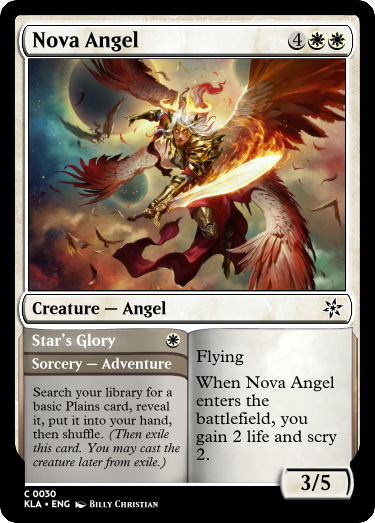 Nova Angel 4
Creature — Angel
Star's Glory
Sorcery — Adventure
Search your library for a
basic Plains card, reveal
it, put it into your hand,
then shuffle. (Then exile
this card. You may cast the
creature later from exile.)
Flying
When Nova Angel
enters the
battlefield, you
gain 2 life and scry
2.
3/5
C 0030
KLA • ENG Billy Christian